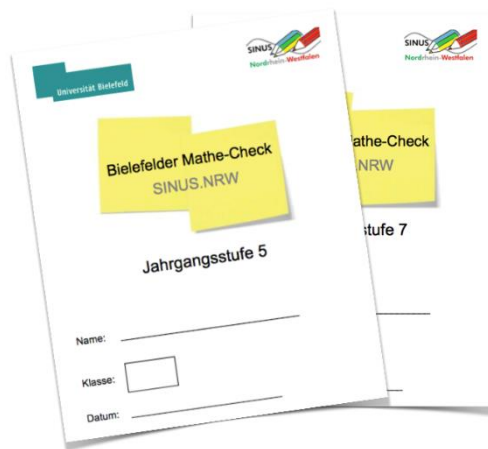 Universität Bielefeld
SINUS
Nordrhein-Westfalen
Bielefelder Mathe-Check
SINUS.NRW
Jahrgangsstufe 5
Name:
Klasse:
Datum:
SINUS
Nordrhein-Westfalen
athe-Check
.NRW
stufe 7